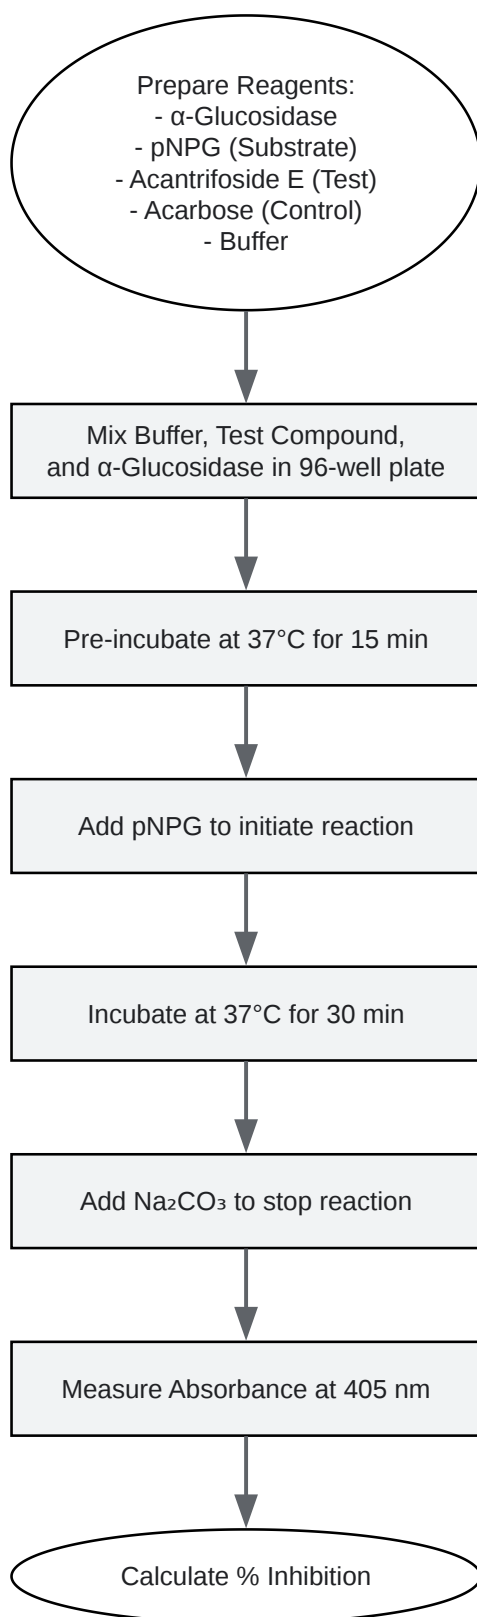 Prepare Reagents:
- α-Glucosidase
- pNPG (Substrate)
- Acantrifoside E (Test)
- Acarbose (Control)
- Buffer
Mix Buffer, Test Compound,
and α-Glucosidase in 96-well plate
Pre-incubate at 37°C for 15 min
Add pNPG to initiate reaction
Incubate at 37°C for 30 min
Add Na₂CO₃ to stop reaction
Measure Absorbance at 405 nm
Calculate % Inhibition